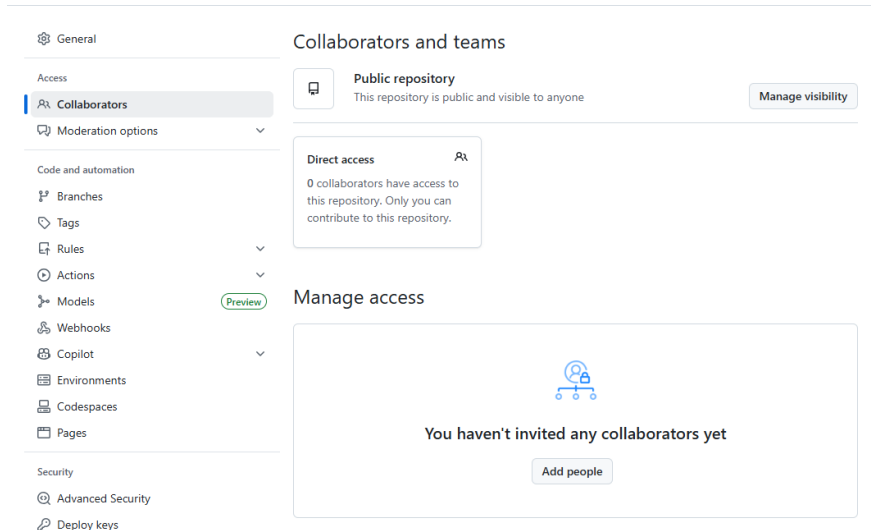 General
Access
Collaborators
Moderation options
Code and automation
Branches
Tags
Rules
Actions
Models Preview
Webhooks
Copilot
Environments
Codespaces
Pages
Security
Advanced Security
Deploy keys
Collaborators and teams
Public repository
This repository is public and visible to anyone
Manage visibility
Direct access
0 collaborators have access to
this repository. Only you can
contribute to this repository.
Manage access
You haven't invited any collaborators yet
Add people